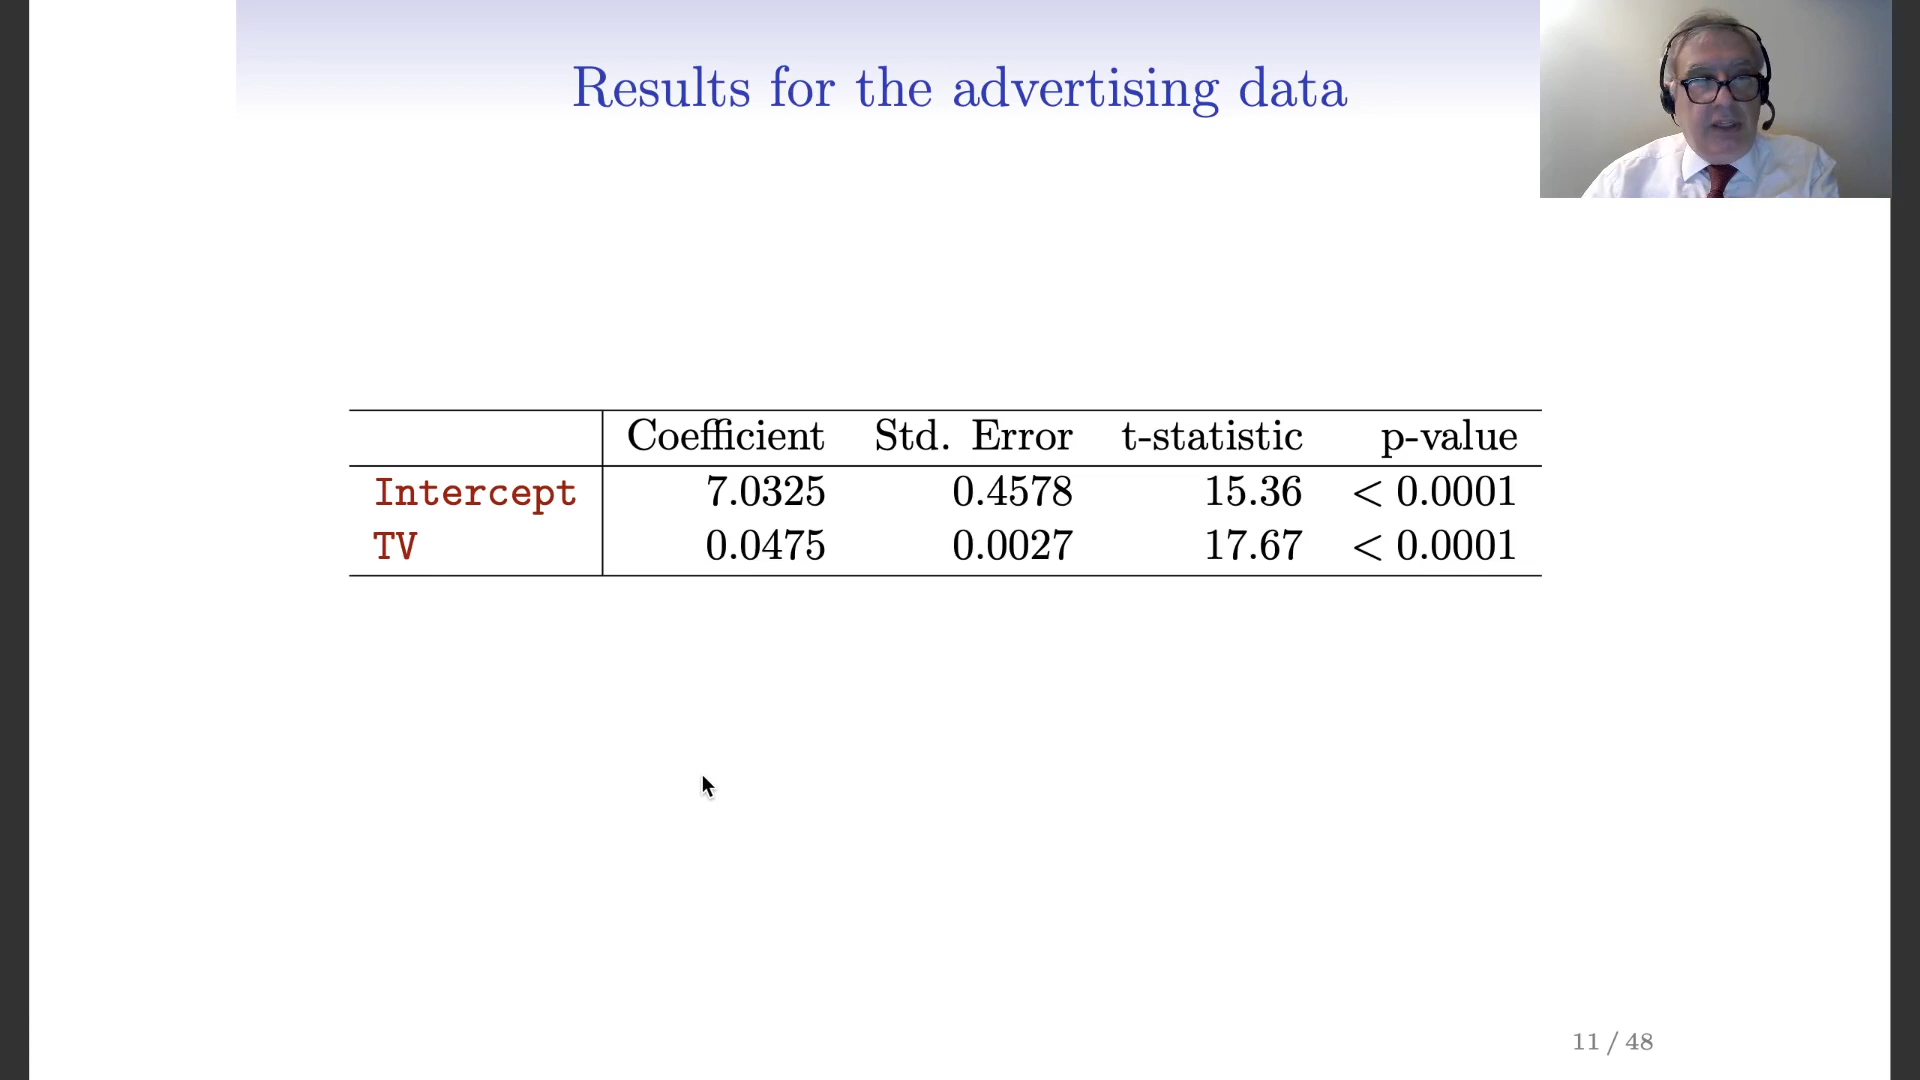 Results for the advertising data
Coefficient Std. Error t-statistic p-value
Intercept 7.0325 0.4578 15.36 < 0.0001
TV 0.0475 0.0027 17.67 < 0.0001
11 / 48